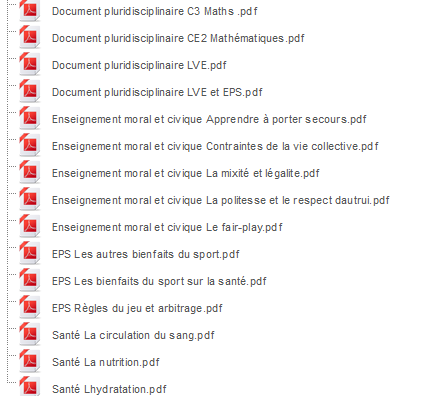 Document pluridisciplinaire C3 Maths .pdf
Document pluridisciplinaire CE2 Mathématiques.pdf
Document pluridisciplinaire LVE.pdf
Document pluridisciplinaire LVE et EPS.pdf
Enseignement moral et civique Apprendre à porter secours.pdf
Enseignement moral et civique Contraintes de la vie collective.pdf
Enseignement moral et civique La mixité et légalite.pdf
Enseignement moral et civique La politesse et le respect dautrui.pdf
Enseignement moral et civique Le fair-play.pdf
EPS Les autres bienfaits du sport.pdf
EPS Les bienfaits du sport sur la santé.pdf
EPS Règles du jeu et arbitrage.pdf
Santé La circulation du sang.pdf
Santé La nutrition.pdf
Santé Lhydratation.pdf